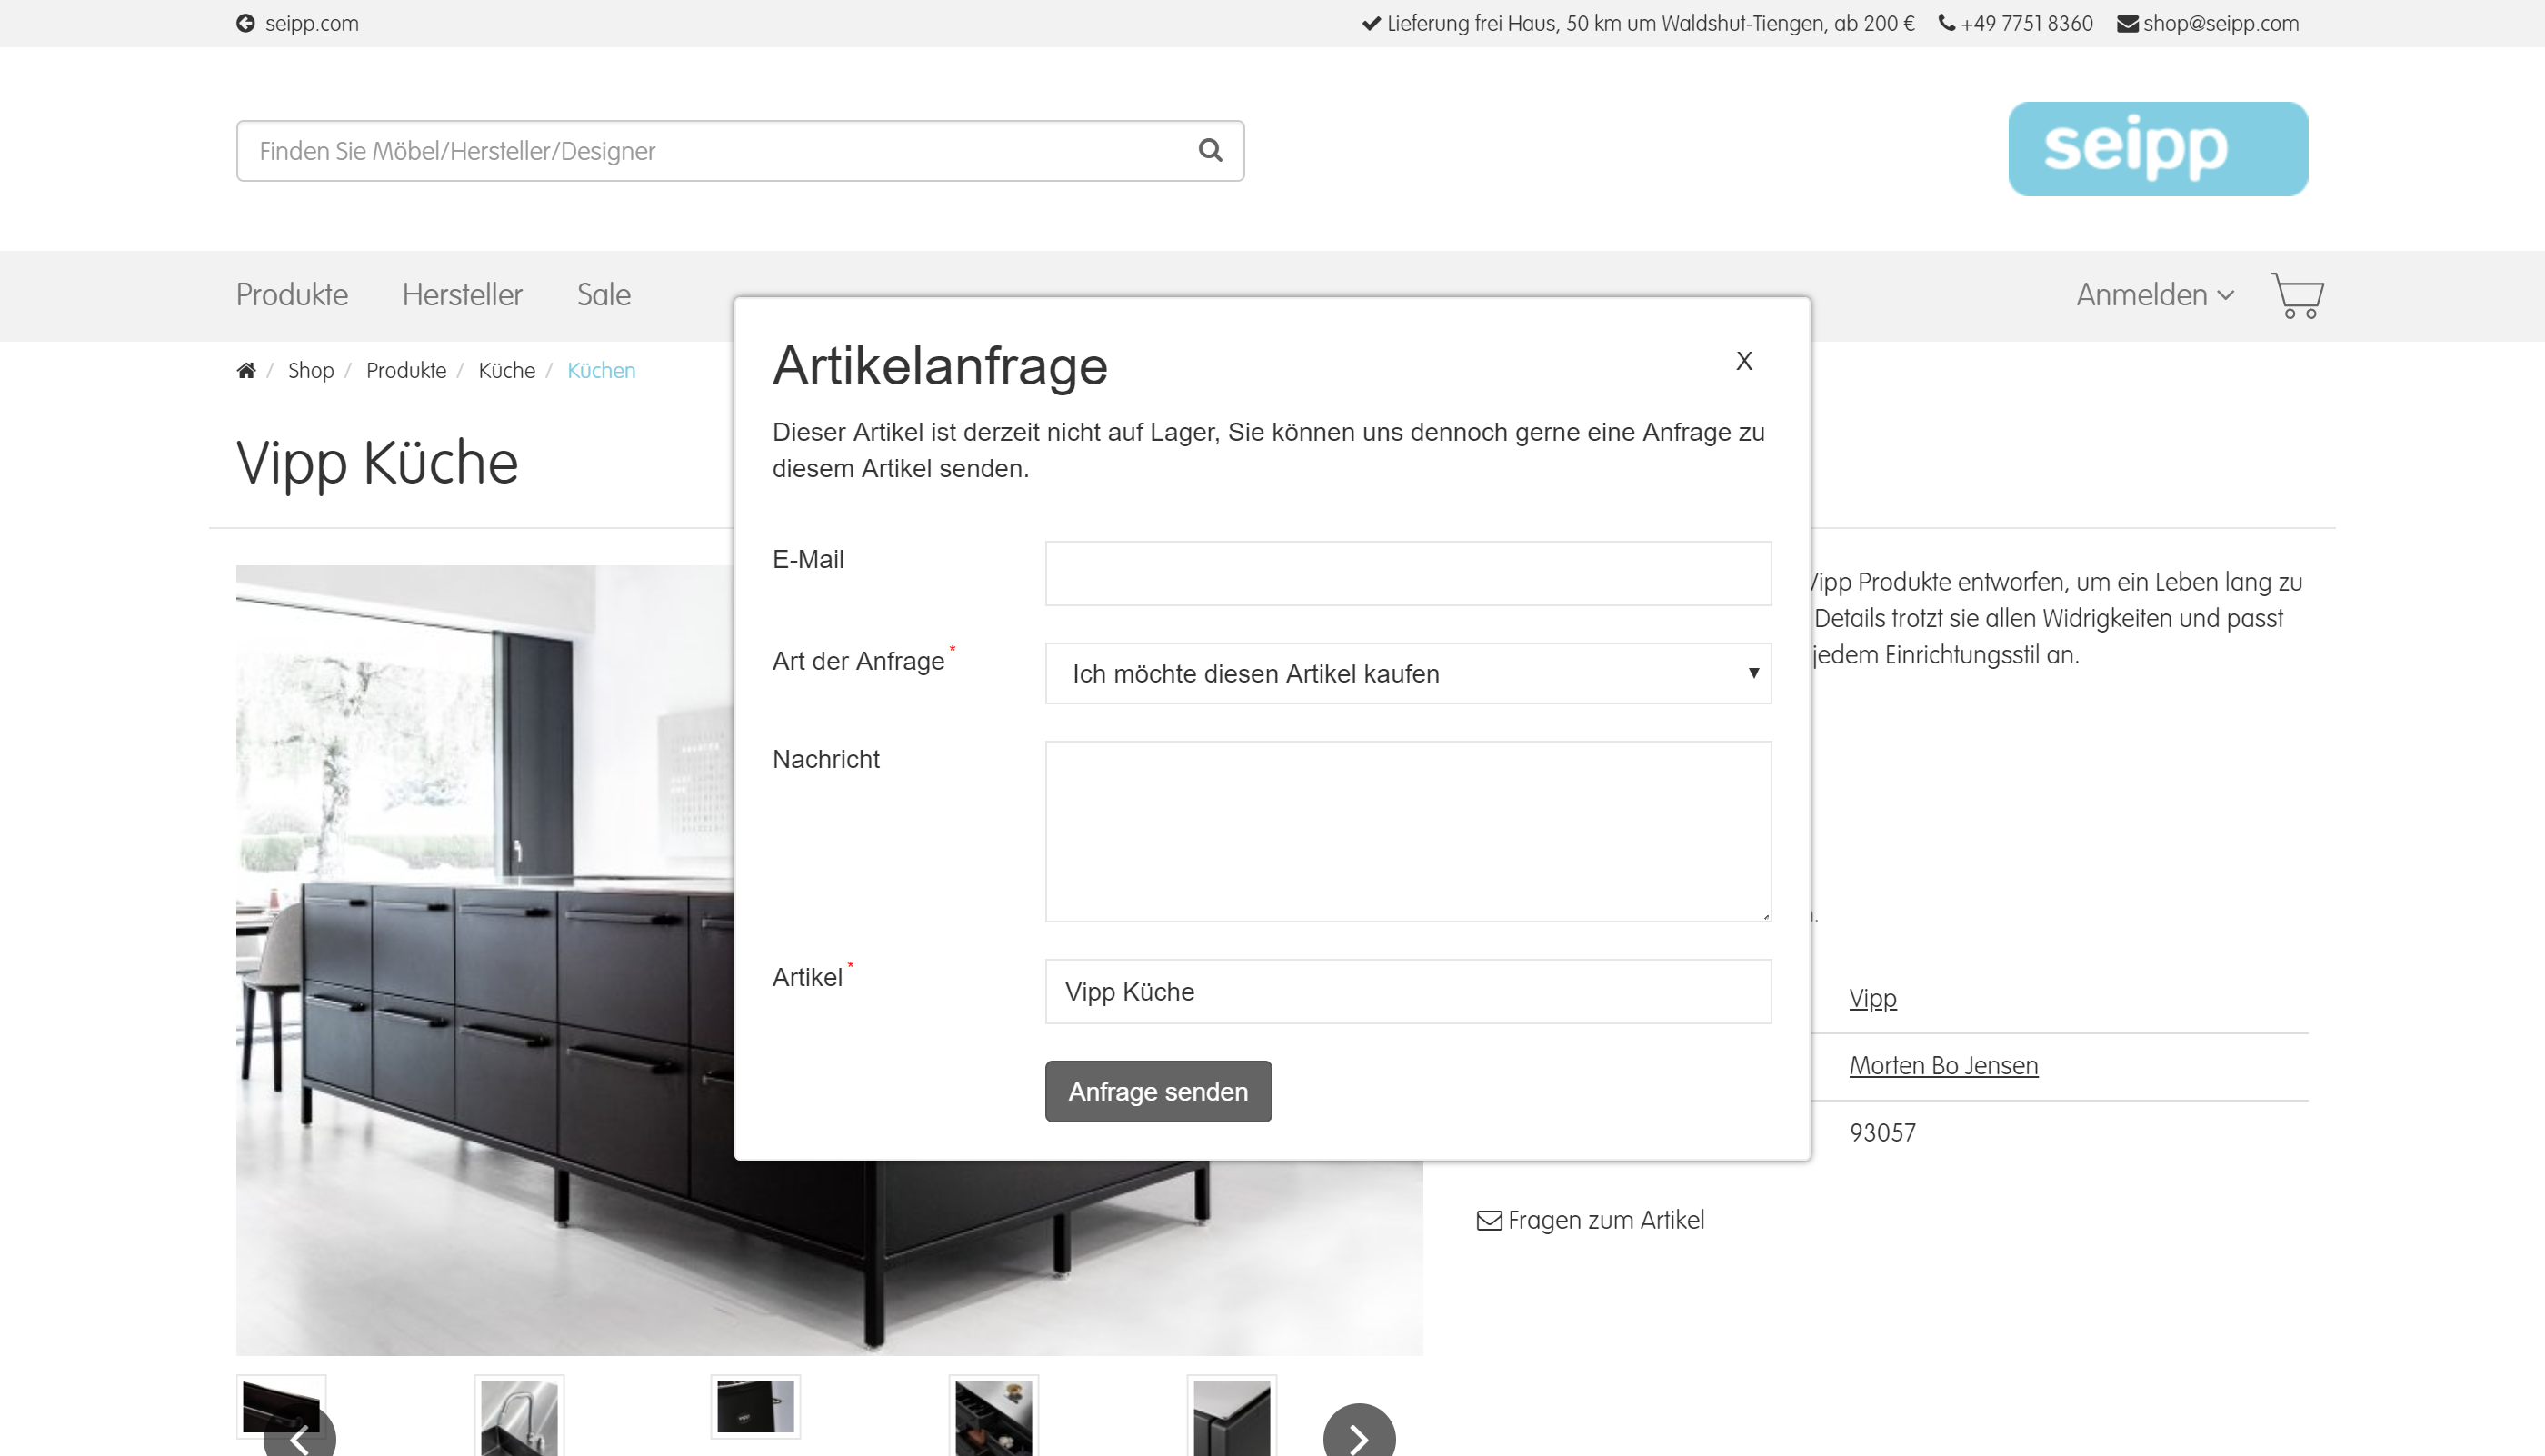 seipp.com
Lieferung frei Haus, 50 km um Waldshut-Tiengen, ab 200 € +49 7751 8360 shop@seipp.com
Finden Sie Möbel/Hersteller/Designer
seipp
Produkte Hersteller Sale
Anmelden
/ Shop / Produkte / Küche / Küchen
Vipp Küche
Artikelanfrage
X
Dieser Artikel ist derzeit nicht auf Lager, Sie können uns dennoch gerne eine Anfrage zu
diesem Artikel senden.
E-Mail
Art der Anfrage *
Ich möchte diesen Artikel kaufen
Nachricht
Artikel *
Vipp Küche
Anfrage senden
Vipp Produkte entworfen, um ein Leben lang zu
Details trotzt sie allen Widrigkeiten und passt
jedem Einrichtungsstil an.
Vipp
Morten Bo Jensen
93057
Fragen zum Artikel